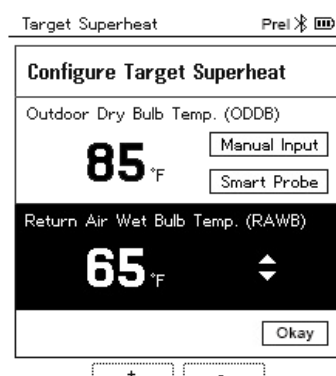 Target Superheat Prel
Configure Target Superheat
Outdoor Dry Bulb Temp. (ODDB)
85 °F
Manual Input
Smart Probe
Return Air Wet Bulb Temp. (RAWB)
65 °F
Okay